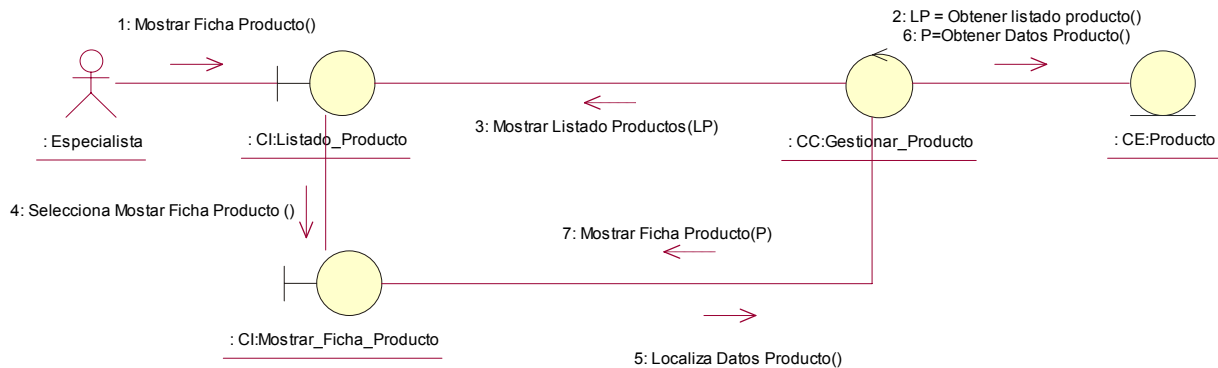 1: Mostrar Ficha Producto()
2: LP = Obtener listado producto()
6: P=Obtener Datos Producto()
3: Mostrar Listado Productos(LP)
: Especialista
: CI:Listado_Producto
: CC:Gestionar_Producto
: CE:Producto
4: Selecciona Mostar Ficha Producto ()
7: Mostrar Ficha Producto(P)
: CI:Mostrar_Ficha_Producto
5: Localiza Datos Producto()